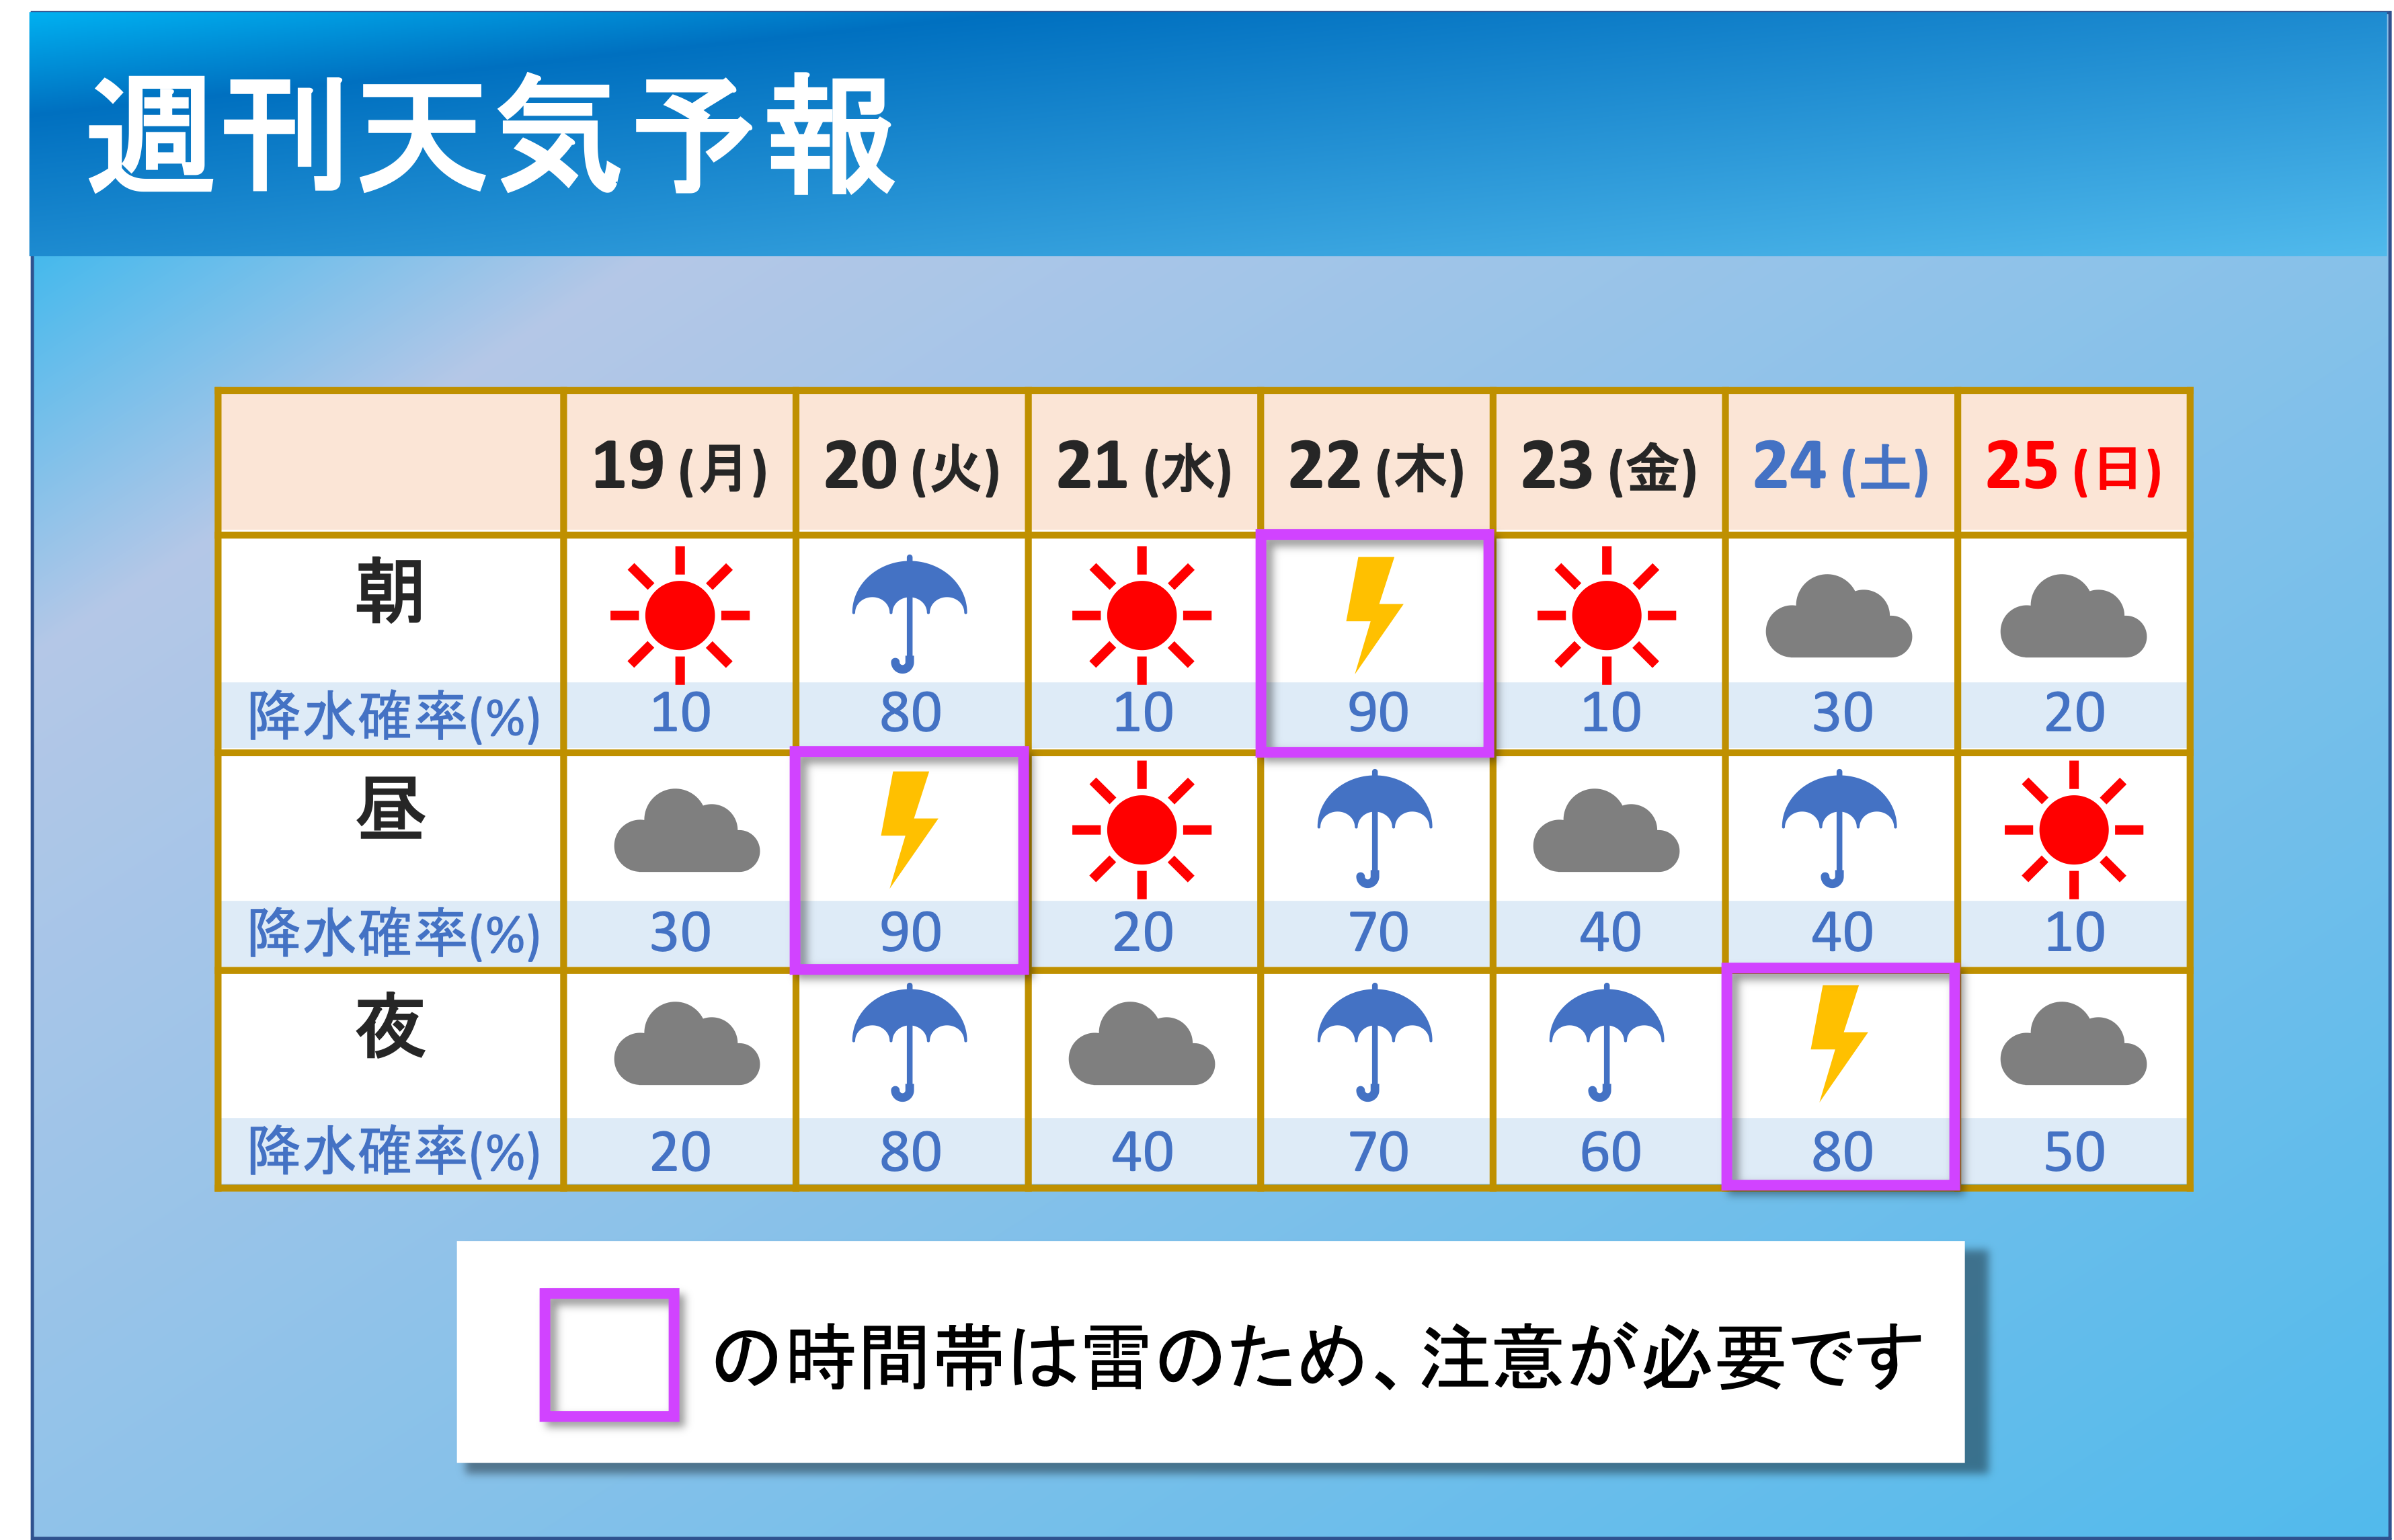 週刊天気予報
19 (月) 20 (火) 21 (水) 22 (木) 23 (金) 24 (土) 25 (日)
朝
降水確率(%) 10 80 10 90 10 30 20
昼
降水確率(%) 30 90 20 70 40 40 10
夜
降水確率(%) 20 80 40 70 60 80 50
の時間帯は雷のため、注意が必要です